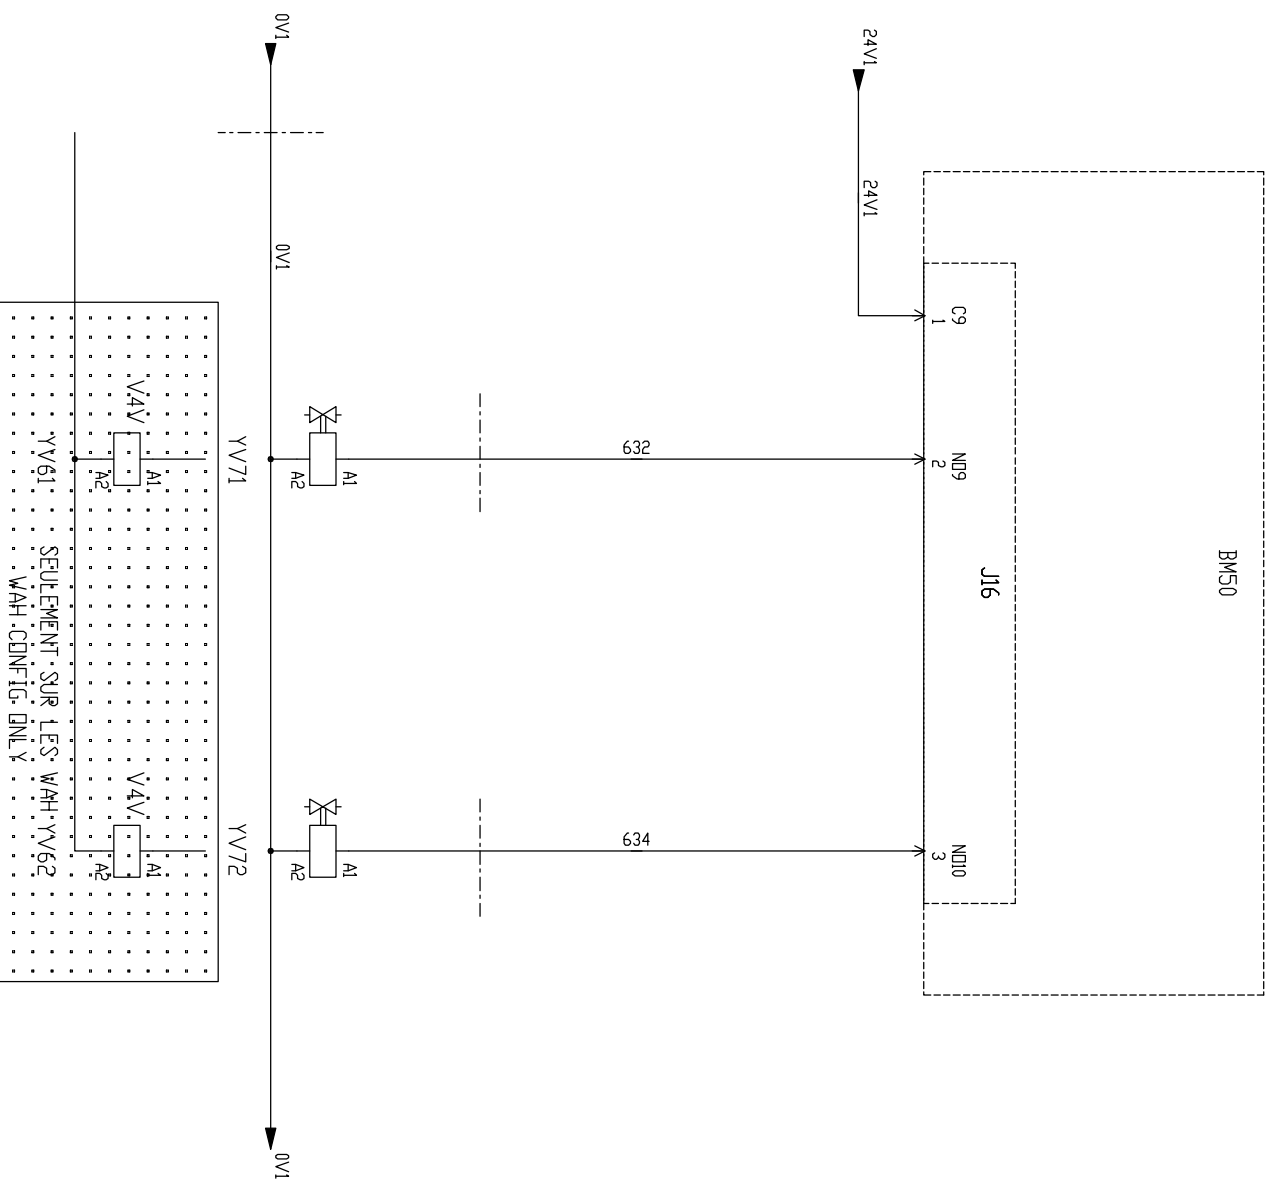 BM50
J16
C9
1
NO9
2
NO10
3
24V1
24V1
632
634
A1
A2
A1
A2
0V1
0V1
0V1
YV71
YV72
V4V
A1
A2
V4V
A1
A2
YV61
YV62
SEULEMENT SUR LES WAH
WAH CONFIG ONLY